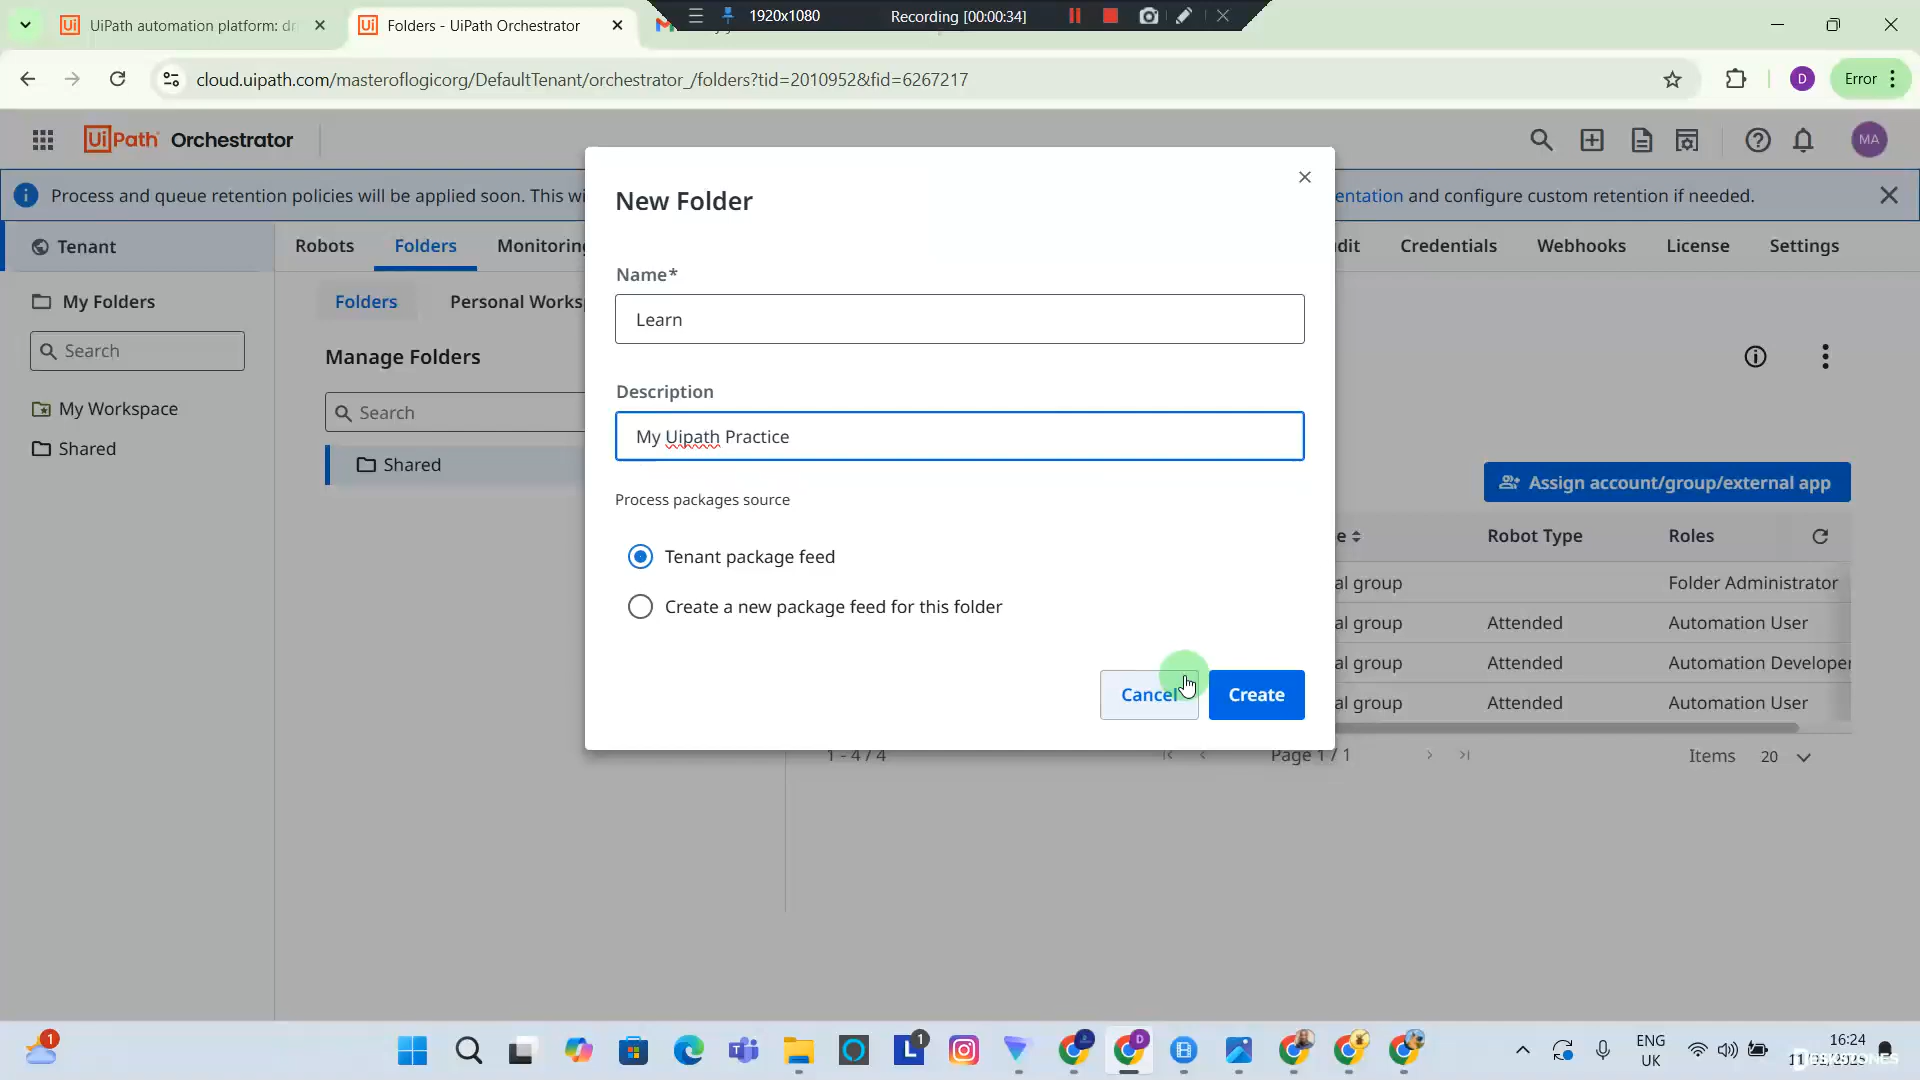 UiPath automation platform: dr
Folders - UiPath Orchestrator
1920x1080
Recording [00:00:34]
cloud.uipath.com/masteroflogicorg/DefaultTenant/orchestrator_/folders?tid=2010952&fid=6267217
D
Error
UiPath Orchestrator
MA
Process and queue retention policies will be applied soon. This wi
entation and configure custom retention if needed.
Tenant
Robots
Folders
Monitoring
dit
Credentials
Webhooks
License
Settings
My Folders
Search
My Workspace
Shared
Folders
Personal Works
Manage Folders
Search
Shared
New Folder
Name*
Learn
Description
My Uipath Practice
Process packages source
Tenant package feed
Create a new package feed for this folder
Cancel
Create
Assign account/group/external app
e
Robot Type
Roles
al group
Folder Administrator
al group
Attended
Automation User
al group
Attended
Automation Developer
al group
Attended
Automation User
1 - 4 / 4
Page 1 / 1
Items
20
1
1
D
ENG
UK
16:24